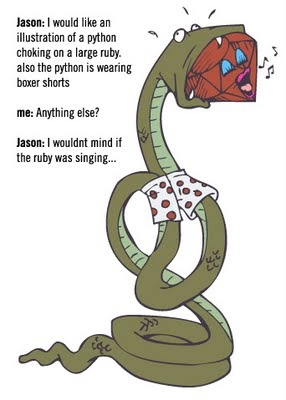 Jason: I would like an
illustration of a python
choking on a large ruby.
also the python is wearing
boxer shorts
me: Anything else?
Jason: I wouldnt mind if
the ruby was singing...